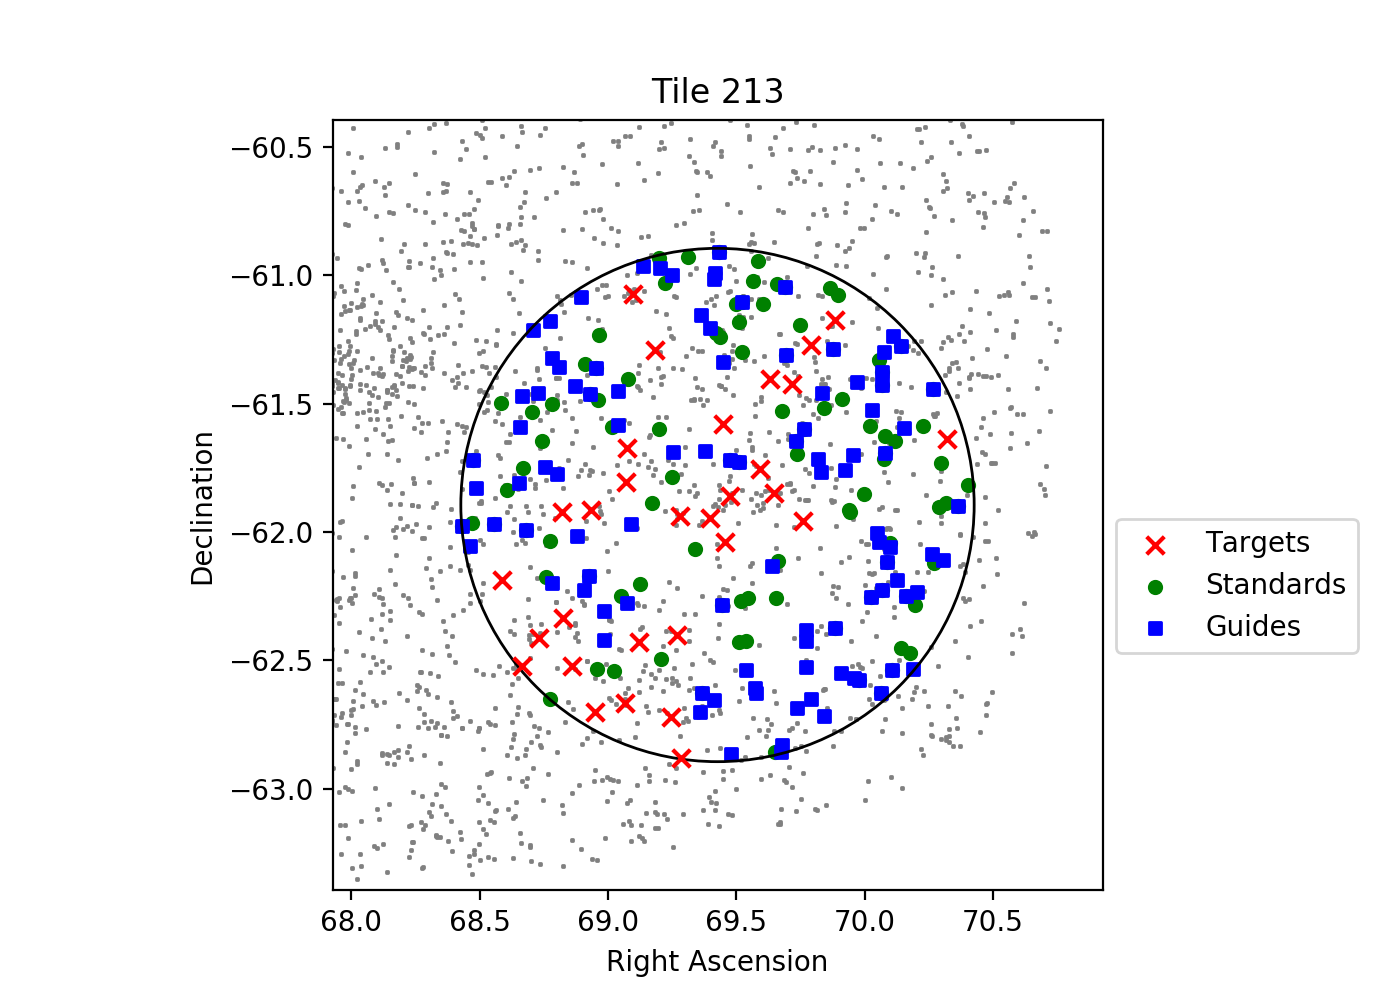 Tile 213
−60.5
−61.0
−61.5
−62.0
−62.5
−63.0
Declination
68.0 68.5 69.0 69.5 70.0 70.5
Right Ascension
Targets
Standards
Guides